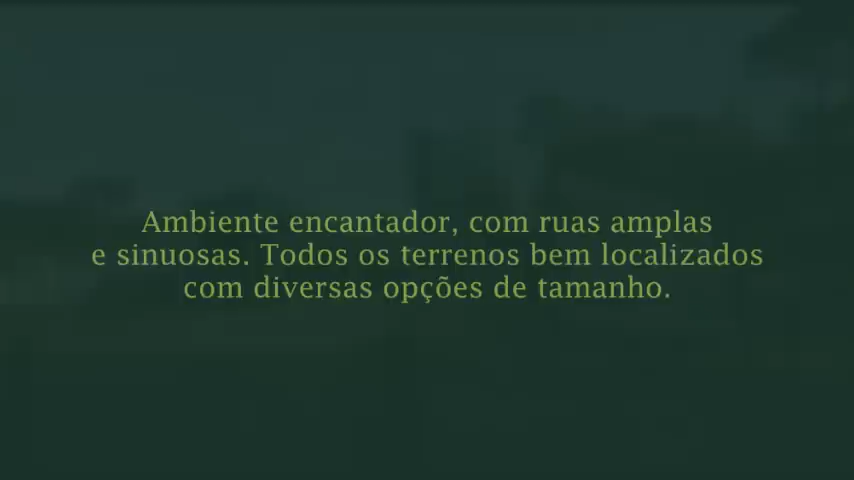 Ambiente encantador, com ruas amplas
e sinuosas. Todos os terrenos bem localizados
com diversas opções de tamanho.